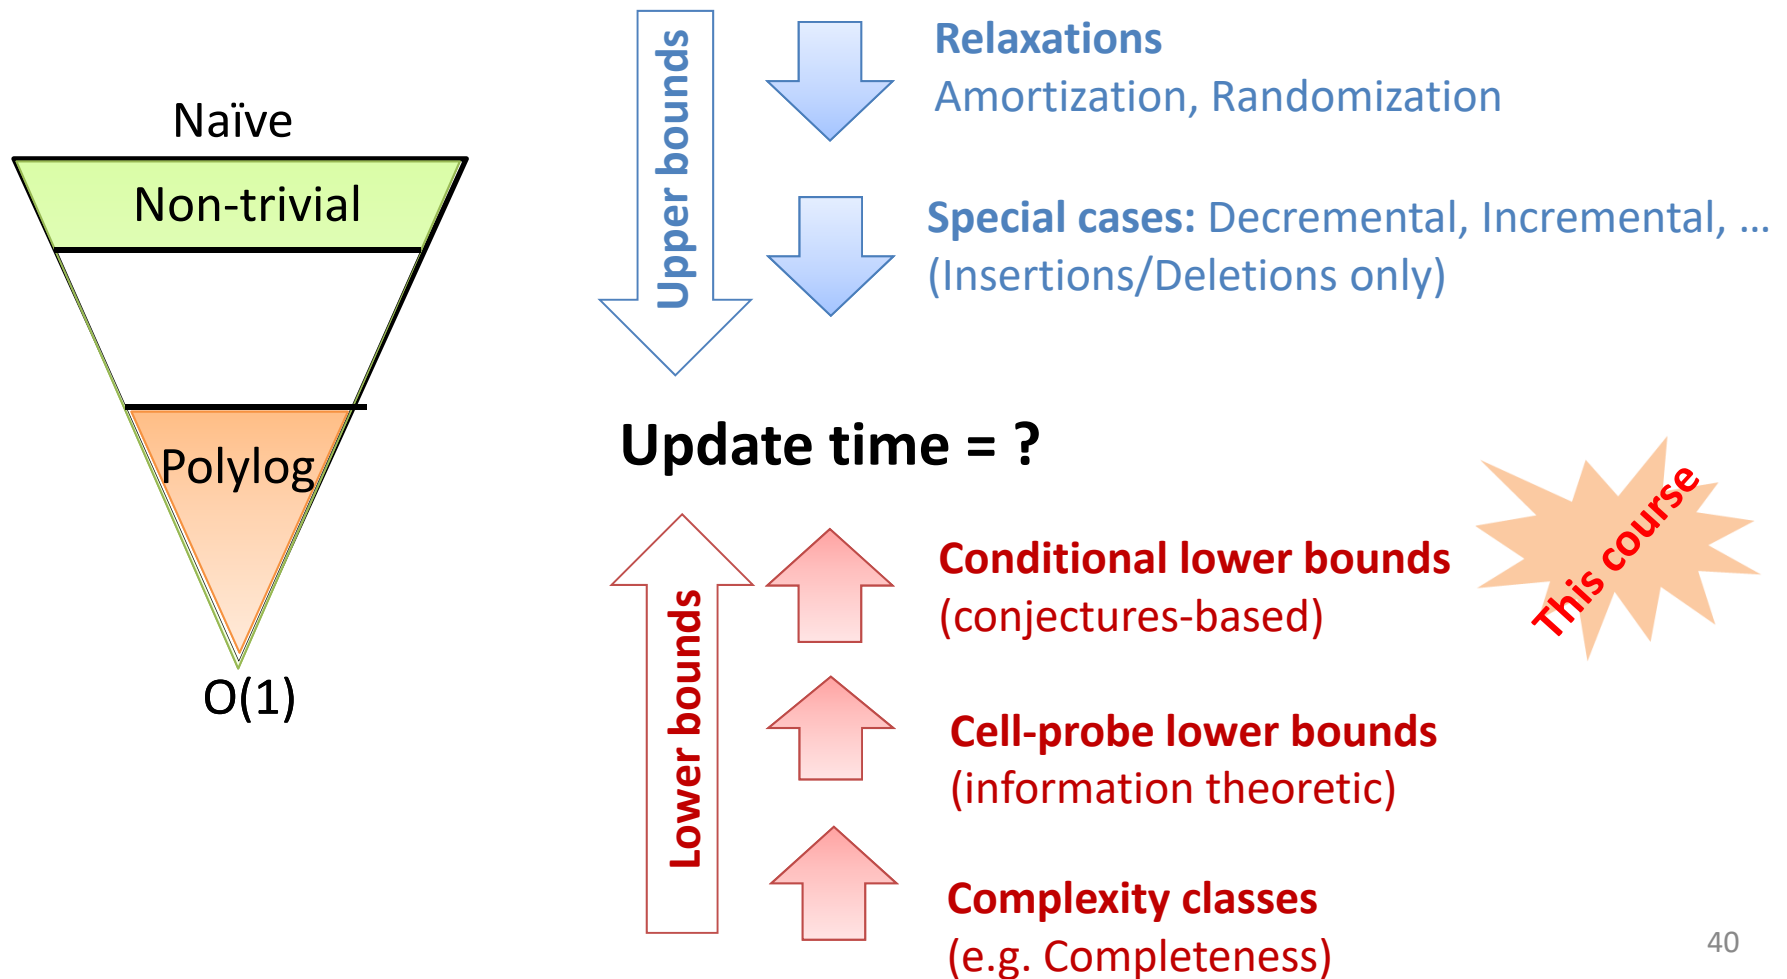 Naïve
Non-trivial
Polylog
O(1)
Upper bounds
Relaxations
Amortization, Randomization
Special cases: Decremental, Incremental, ...
(Insertions/Deletions only)
Update time = ?
Lower bounds
Conditional lower bounds
(conjectures-based)
This course
Cell-probe lower bounds
(information theoretic)
Complexity classes
(e.g. Completeness)
40